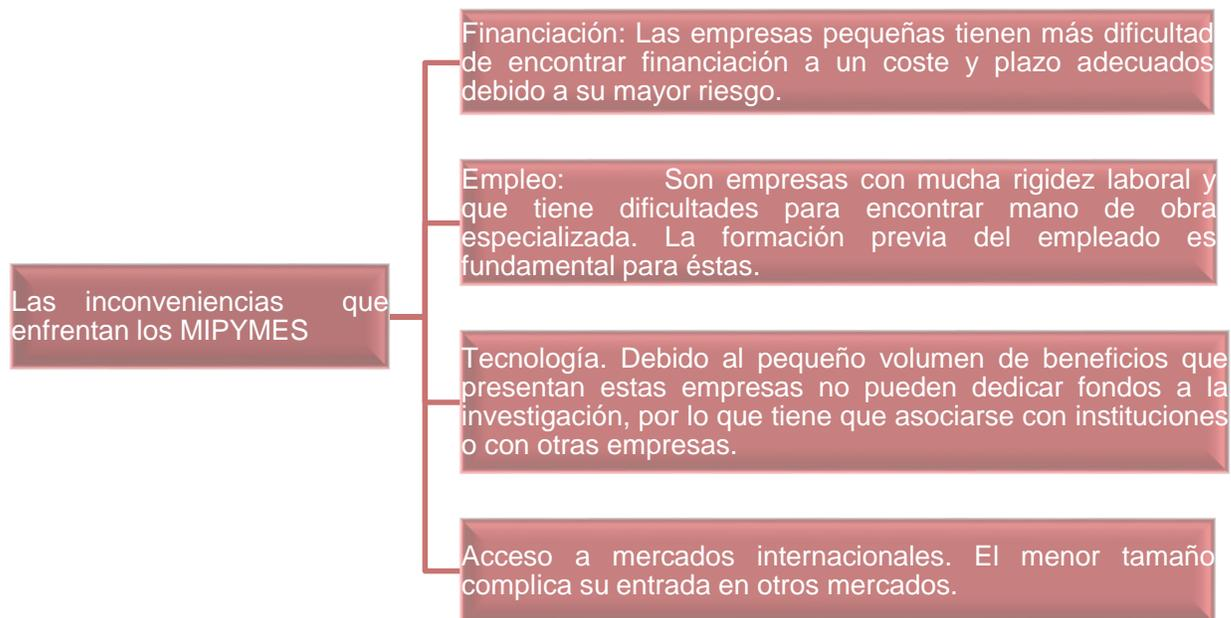 Las inconveniencias que
enfrentan los MIPYMES
Financiación: Las empresas pequeñas tienen más dificultad
de encontrar financiación a un coste y plazo adecuados
debido a su mayor riesgo.
Empleo: Son empresas con mucha rigidez laboral y
que tiene dificultades para encontrar mano de obra
especializada. La formación previa del empleado es
fundamental para éstas.
Tecnología. Debido al pequeño volumen de beneficios que
presentan estas empresas no pueden dedicar fondos a la
investigación, por lo que tiene que asociarse con instituciones
o con otras empresas.
Acceso a mercados internacionales. El menor tamaño
complica su entrada en otros mercados.